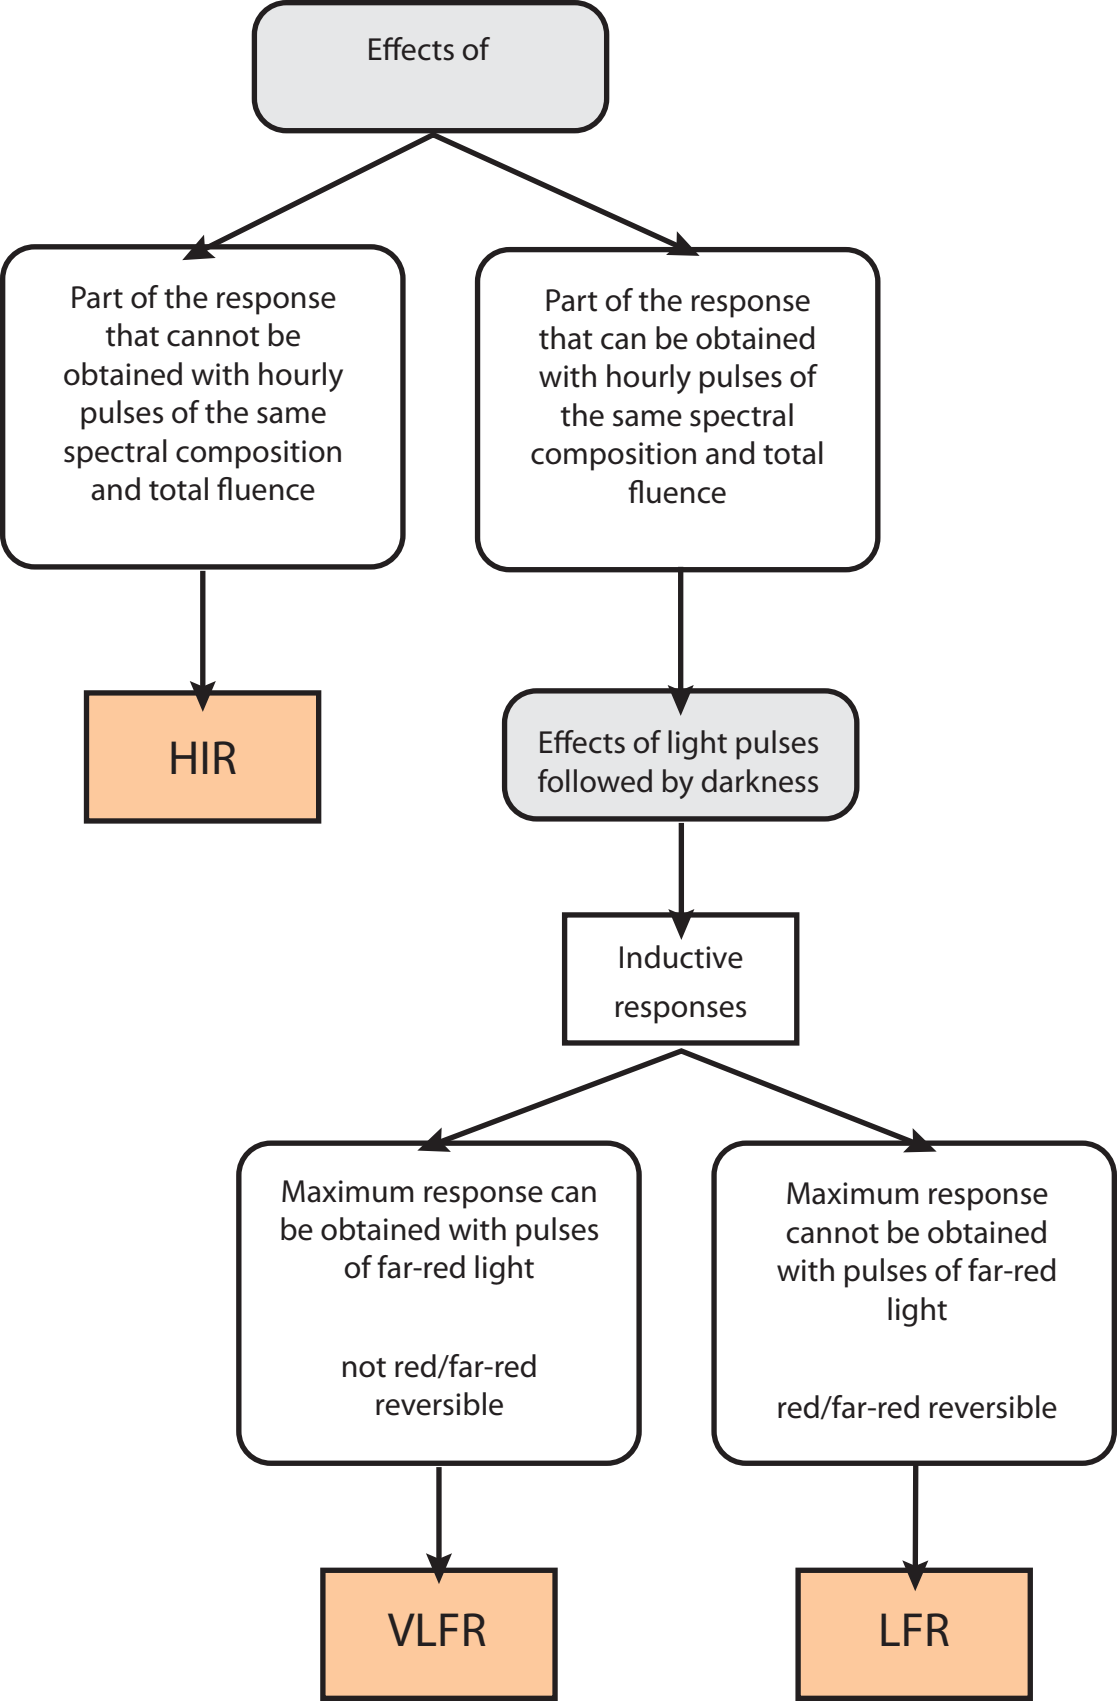 Effects of
Part of the response
that cannot be
obtained with hourly
pulses of the same
spectral composition
and total fluence
Part of the response
that can be obtained
with hourly pulses of
the same spectral
composition and total
fluence
HIR
Effects of light pulses
followed by darkness
Inductive
responses
Maximum response can
be obtained with pulses
of far-red light
not red/far-red
reversible
Maximum response
cannot be obtained
with pulses of far-red
light
red/far-red reversible
VLFR
LFR